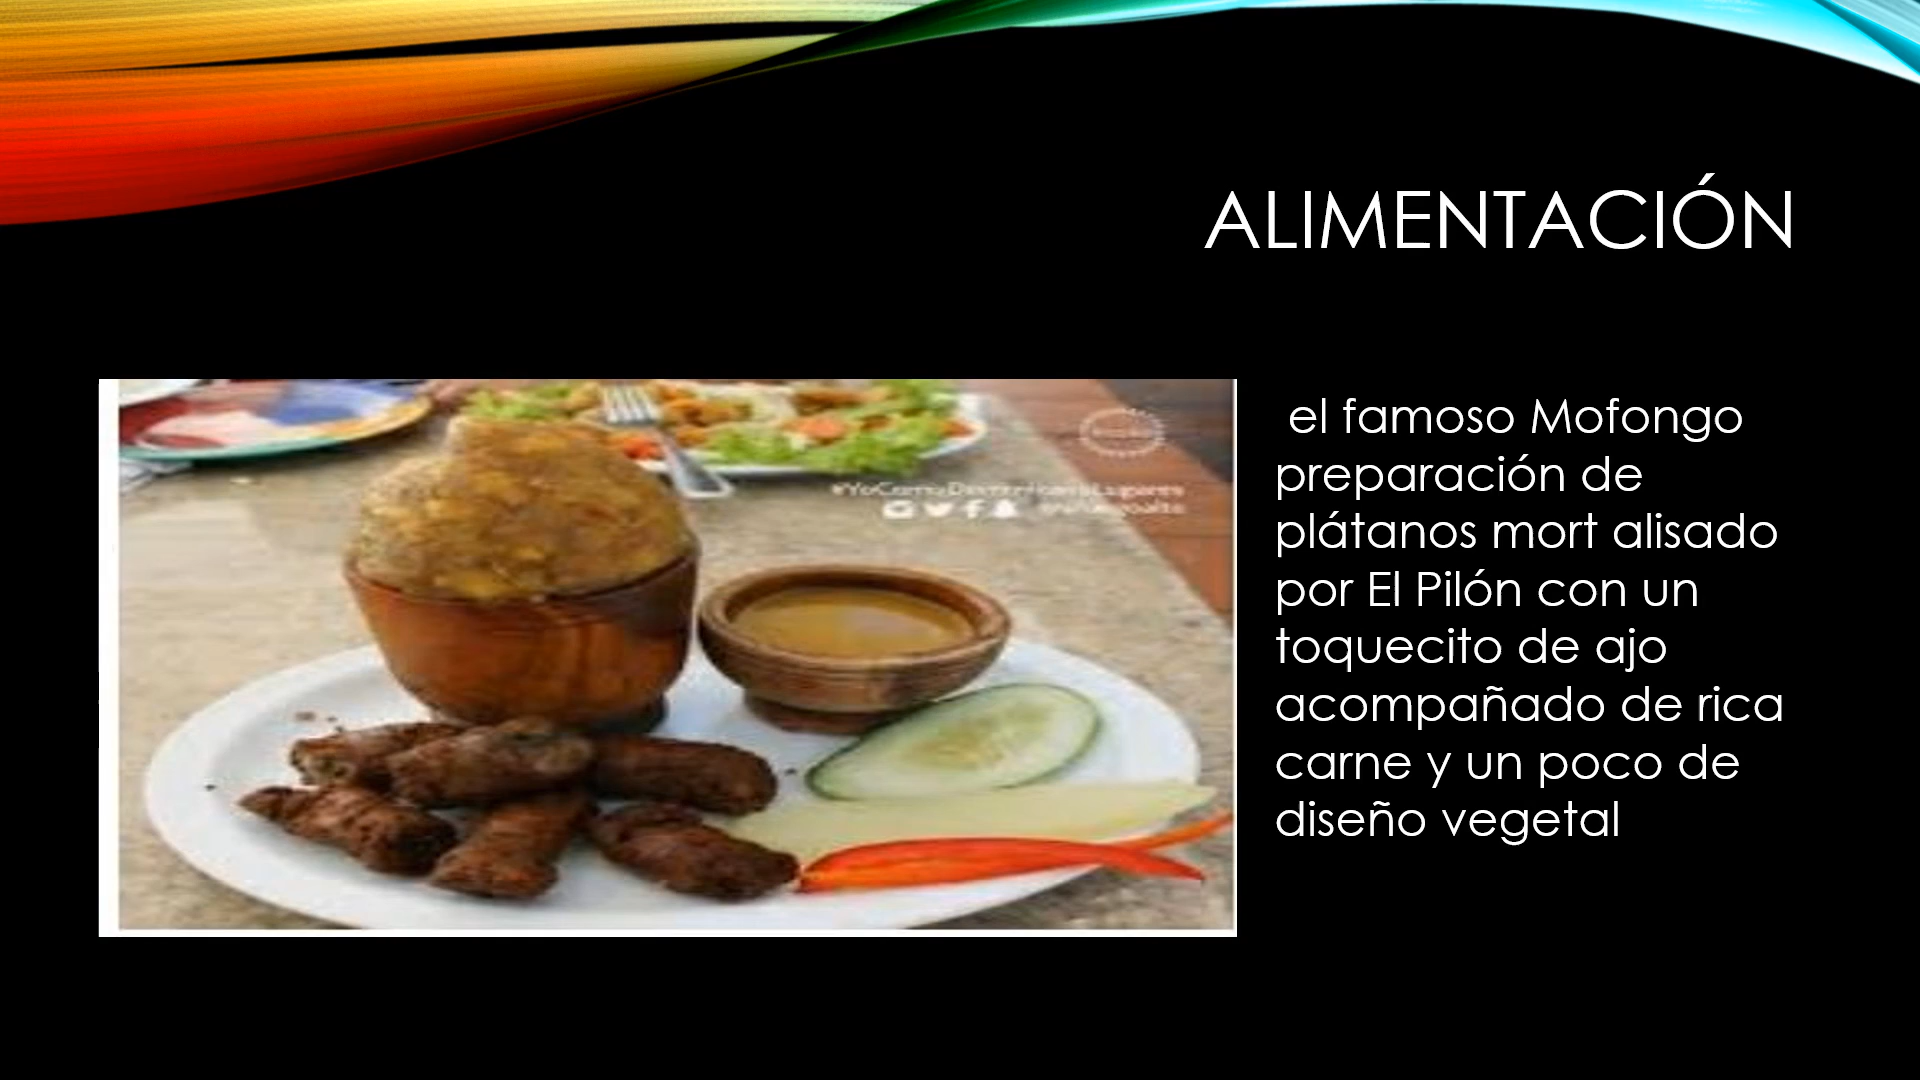 ALIMENTACIÓN
el famoso Mofongo
preparación de
plátanos mort alisado
por El Pilón con un
toquecito de ajo
acompañado de rica
carne y un poco de
diseño vegetal